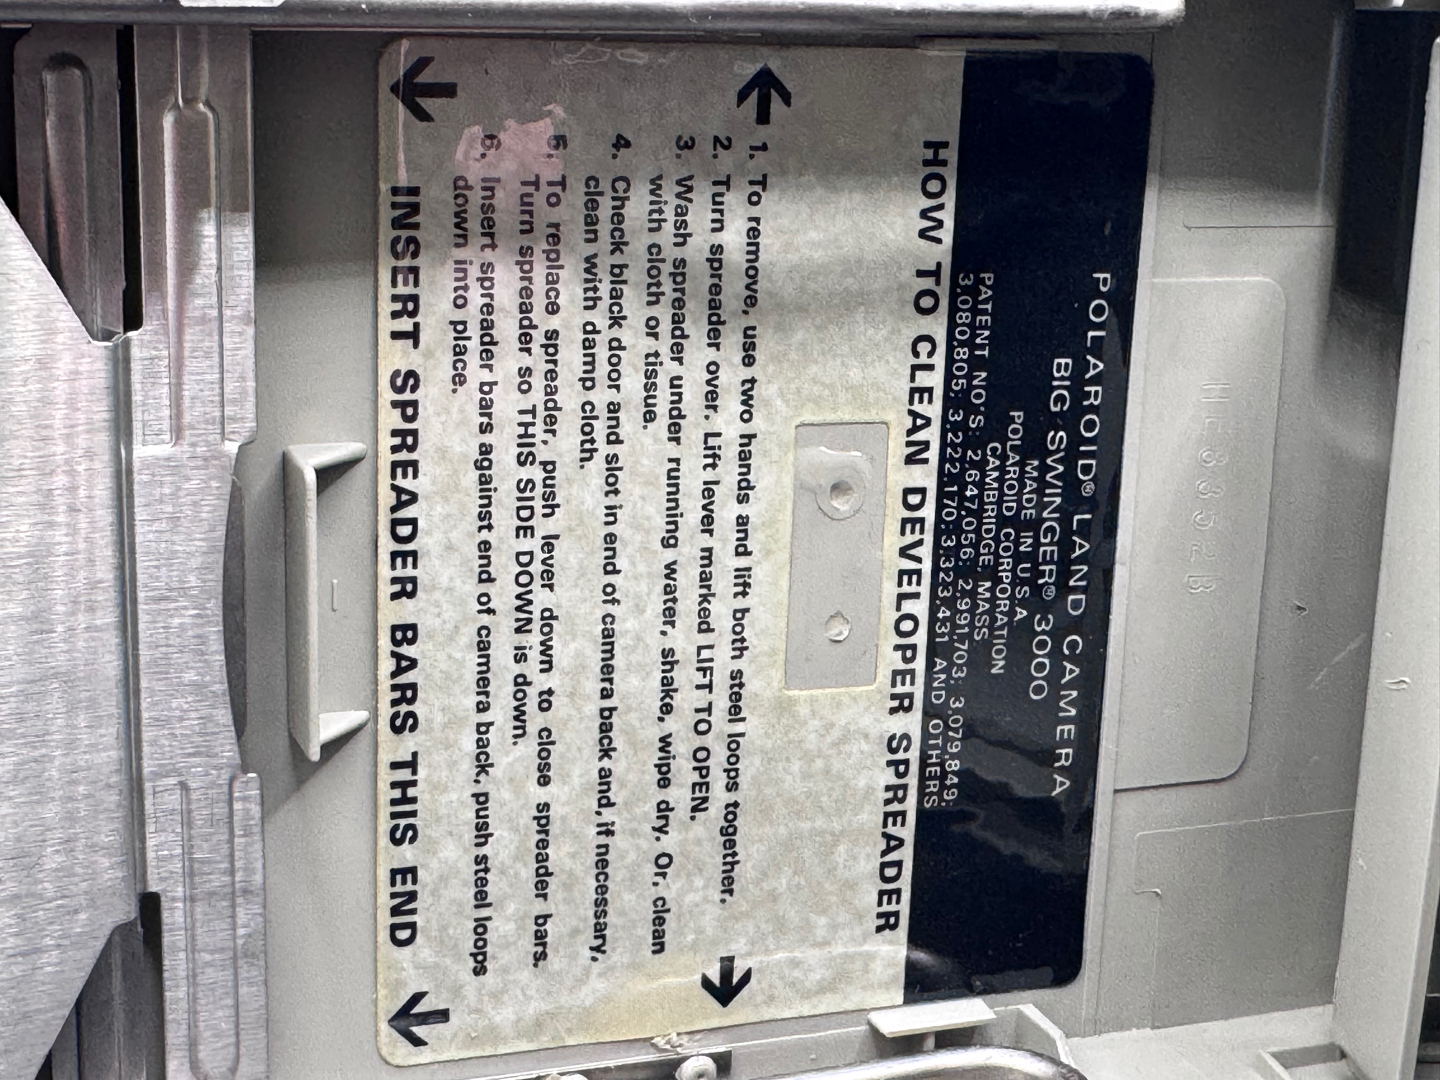 POLAROID® LAND CAMERA
BIG SWINGER® 3000
MADE IN U.S.A.
POLAROID CORPORATION
CAMBRIDGE, MASS
PATENT NO'S: 2,647,056; 2,991,703; 3,079,849;
3,080,805; 3,222,170; 3,323,431 AND OTHERS
HOW TO CLEAN DEVELOPER SPREADER
1. To remove, use two hands and lift both steel loops together.
2. Turn spreader over. Lift lever marked LIFT TO OPEN.
3. Wash spreader under running water, shake, wipe dry. Or, clean
with cloth or tissue.
4. Check black door and slot in end of camera back and, if necessary,
clean with damp cloth.
5. To replace spreader, push lever down to close spreader bars.
Turn spreader so THIS SIDE DOWN is down.
6. Insert spreader bars against end of camera back, push steel loops
down into place.
INSERT SPREADER BARS THIS END